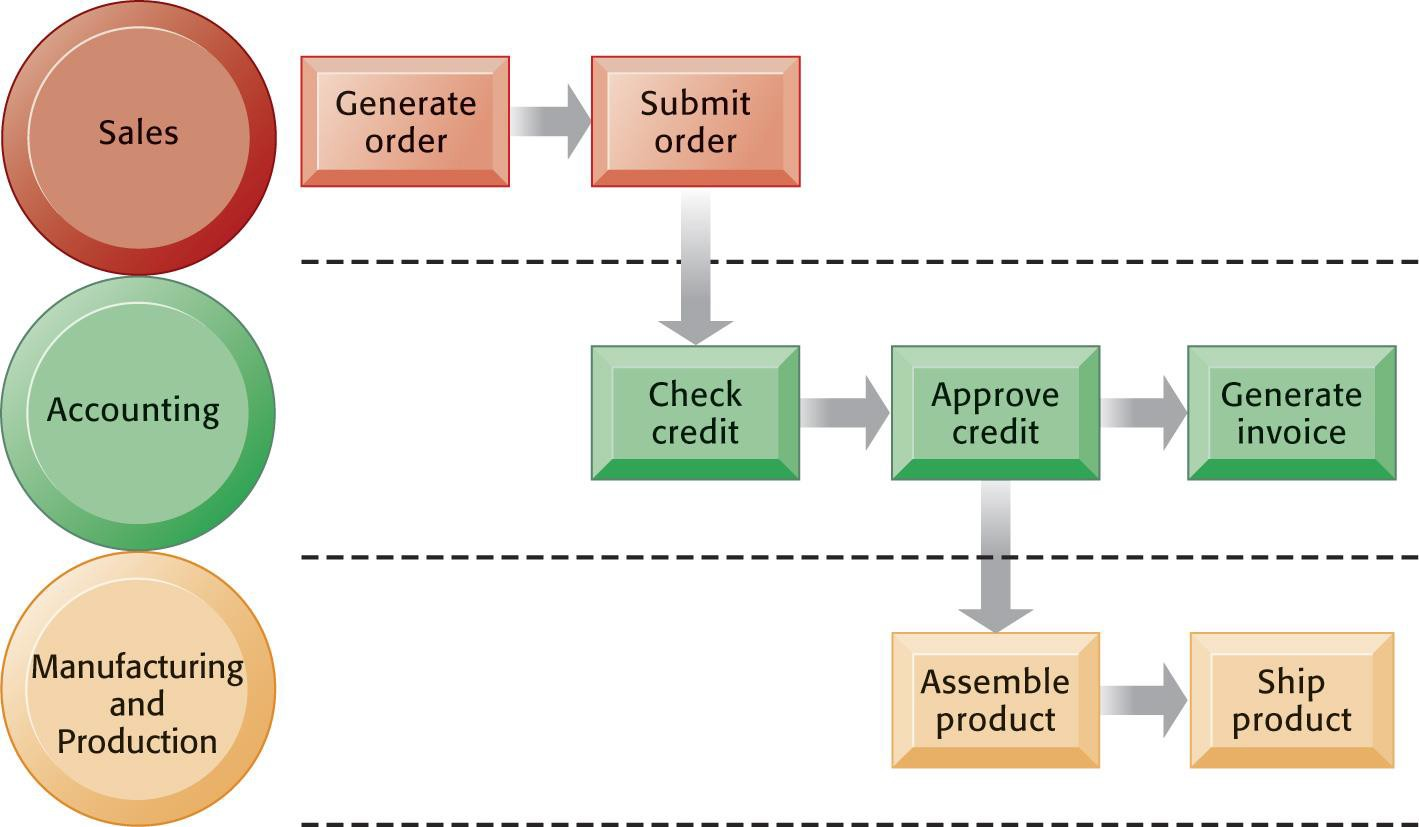 Sales
Generate
order
Submit
order
Accounting
Check
credit
Approve
credit
Generate
invoice
Manufacturing
and
Production
Assemble
product
Ship
product